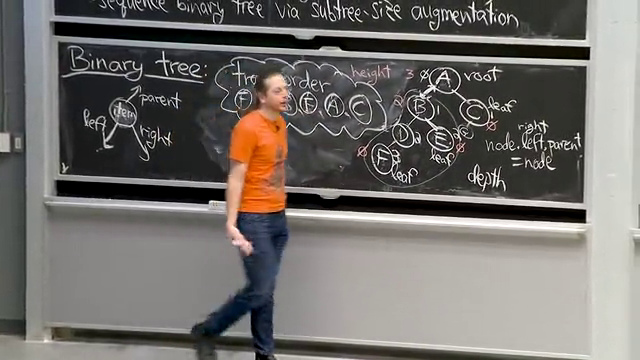 sequence binary tree via subtree-size augmentation
Binary tree:
item
parent
left
right
order
F
E
A
C
height
3
A
root
B
C
leaf
D
E
leaf
F
leaf
depth
right
node.left, parent
= node